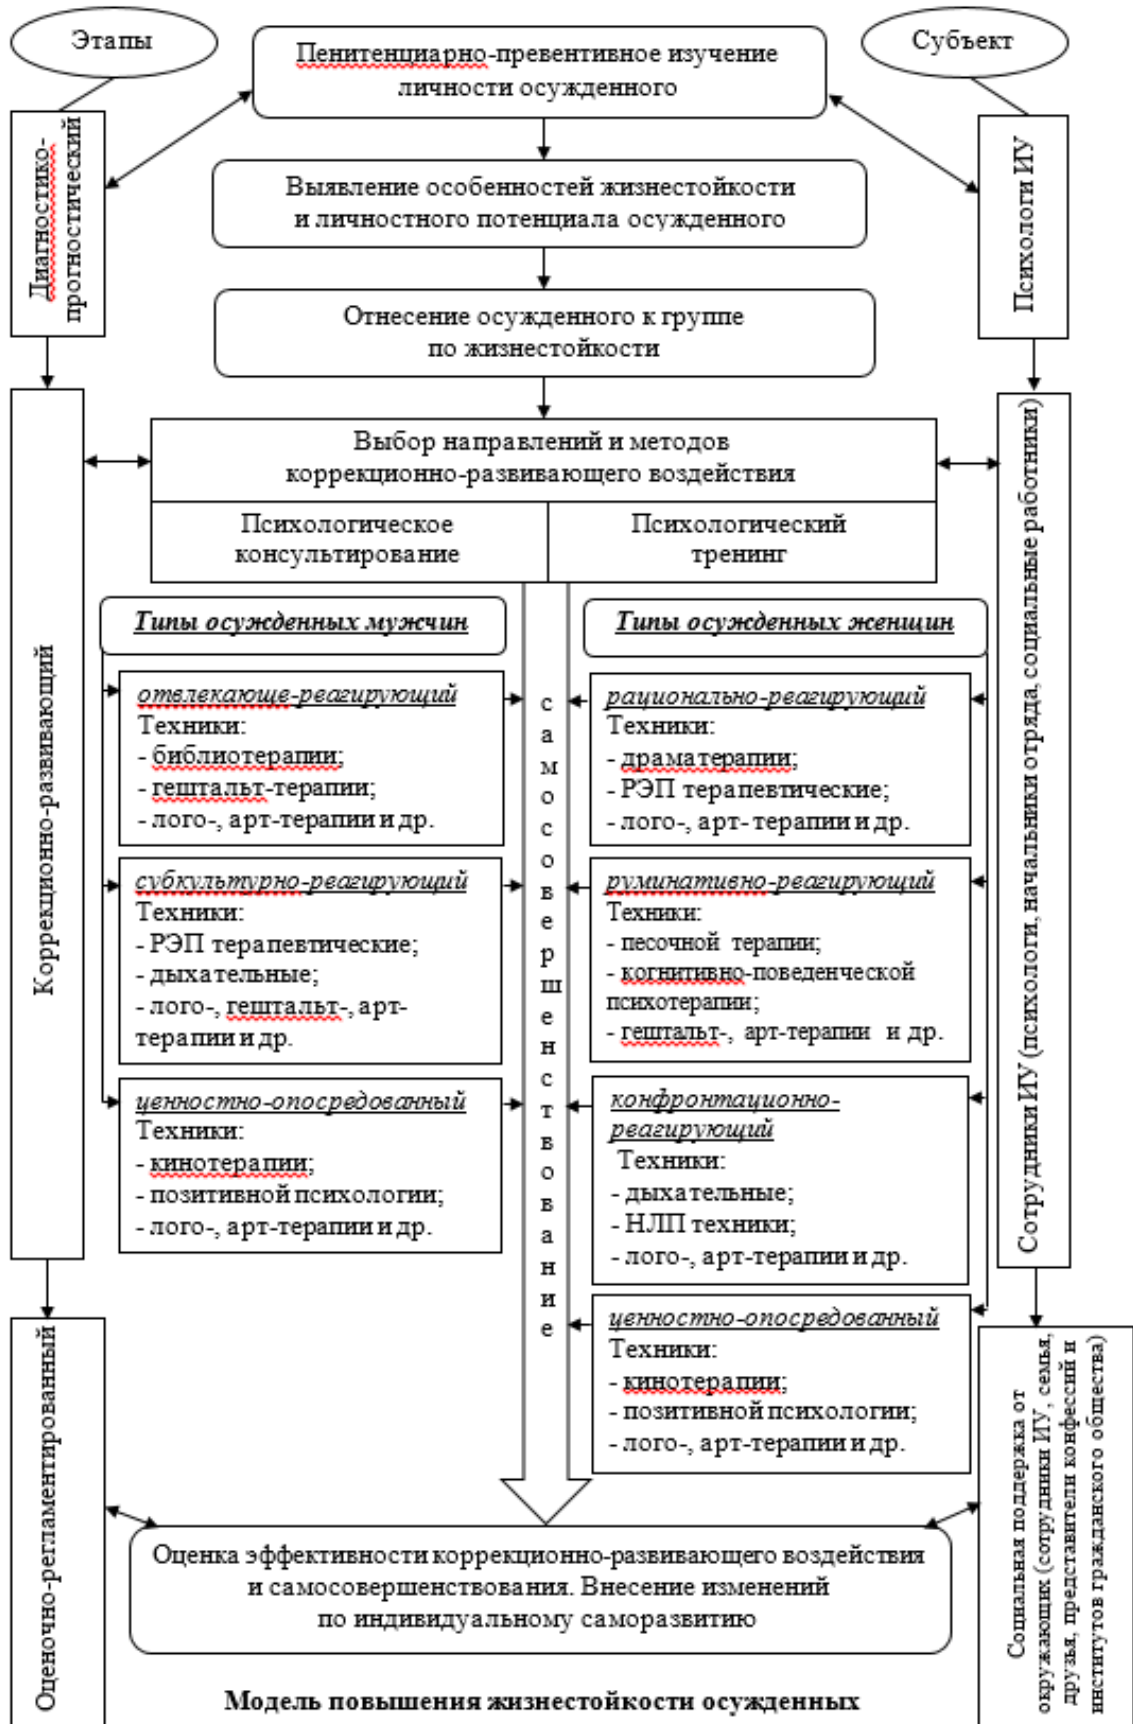 Этапы
Субъект
Пенитенциарно-превентивное изучение
личности осужденного
Диагностико-
прогностический
Психологи ИУ
Выявление особенностей жизнестойкости
и личностного потенциала осужденного
Отнесение осужденного к группе
по жизнестойкости
Выбор направлений и методов
коррекционно-развивающего воздействия
Психологическое
консультирование
Психологический
тренинг
Коррекционно-развивающий
Сотрудники ИУ (психологи, начальники отряда, социальные работники)
Типы осужденных мужчин
отвлекающе-реагирующий
Техники:
- библиотерапии;
- гештальт-терапии;
- лого-, арт-терапии и др.
субкультурно-реагирующий
Техники:
- РЭП терапевтические;
- дыхательные;
- лого-, гештальт-, арт-
терапии и др.
ценностно-опосредованный
Техники:
- кинотерапии;
- позитивной психологии;
- лого-, арт-терапии и др.
самосовершенствование
Типы осужденных женщин
рационально-реагирующий
Техники:
- драматерапии;
- РЭП терапевтические;
- лого-, арт- терапии и др.
руминативно-реагирующий
Техники:
- песочной терапии;
- когнитивно-поведенческой
психотерапии;
- гештальт-, арт-терапии и др.
конфронтационно-
реагирующий
Техники:
- дыхательные;
- НЛП техники;
- лого-, арт-терапии и др.
ценностно-опосредованный
Техники:
- кинотерапии;
- позитивной психологии;
- лого-, арт-терапии и др.
Оценочно-регламентированный
Социальная поддержка от
окружающих (сотрудники ИУ, семья,
друзья, представители конфессий и
институтов гражданского общества)
Оценка эффективности коррекционно-развивающего воздействия
и самосовершенствования. Внесение изменений
по индивидуальному саморазвитию
Модель повышения жизнестойкости осужденных